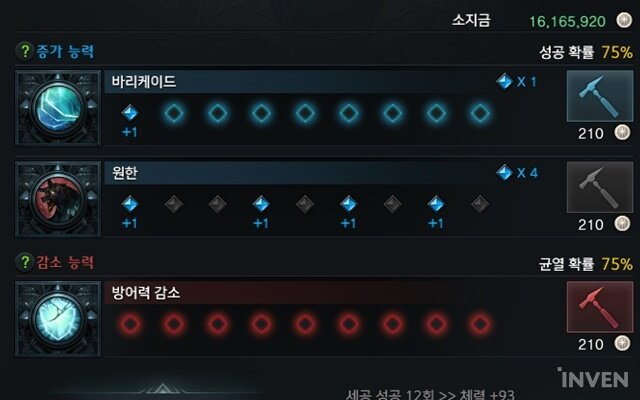 소지금 16,165,920
? 증가 능력 성공 확률 75%
바리케이드 X 1
+1
210
원한 X 4
+1 +1 +1 +1
210
? 감소 능력 균열 확률 75%
방어력 감소
210
INVEN
세공 성공 12회 >> 체력 +93